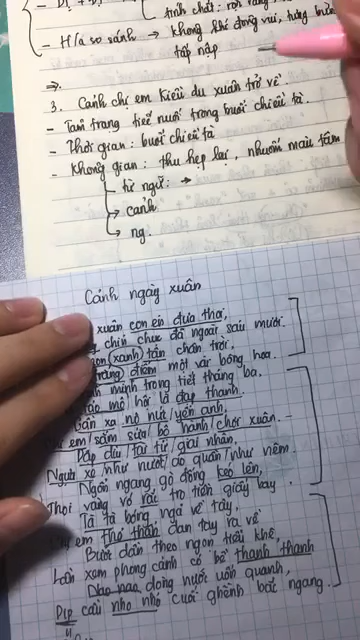 tính chất:
- H/a so sánh → không khí đông vui, tưng bừng
tấp nập
⇒
3. Cảnh chị em Kiều du xuân trở về
- Tâm trạng tiếc nuối trong buổi chiều tà.
- Thời gian: buổi chiều tà
- Không gian: thu hẹp lại, nhuốm màu tâm
từ ngữ: →
→ cảnh
→ ng.
Cảnh ngày xuân
xuân con én đưa thoi,
chín chục đã ngoài sáu mươi.
non (xanh) tận chân trời,
trắng) điểm một vài bông hoa.
minh trong tiết tháng ba,
tảo mộ hội là đạp thanh.
Gần xa nô nức / yến anh,
em / sắm sửa / bộ hành / chơi xuân.
Dập dìu / tài tử / giai nhân,
Ngựa xe / như nước / áo quần / như nêm.
Ngổn ngang gò đống kéo lên,
Thoi vàng vó rắc tro tiền giấy bay.
Tà tà bóng ngả về tây,
em thơ thẩn dan tay ra về
Bước dần theo ngọn tiểu khê,
Lần xem phong cảnh có bề thanh thanh
Nao nao dòng nước uốn quanh,
Dịp cầu nho nhỏ cuối ghềnh bắc ngang.